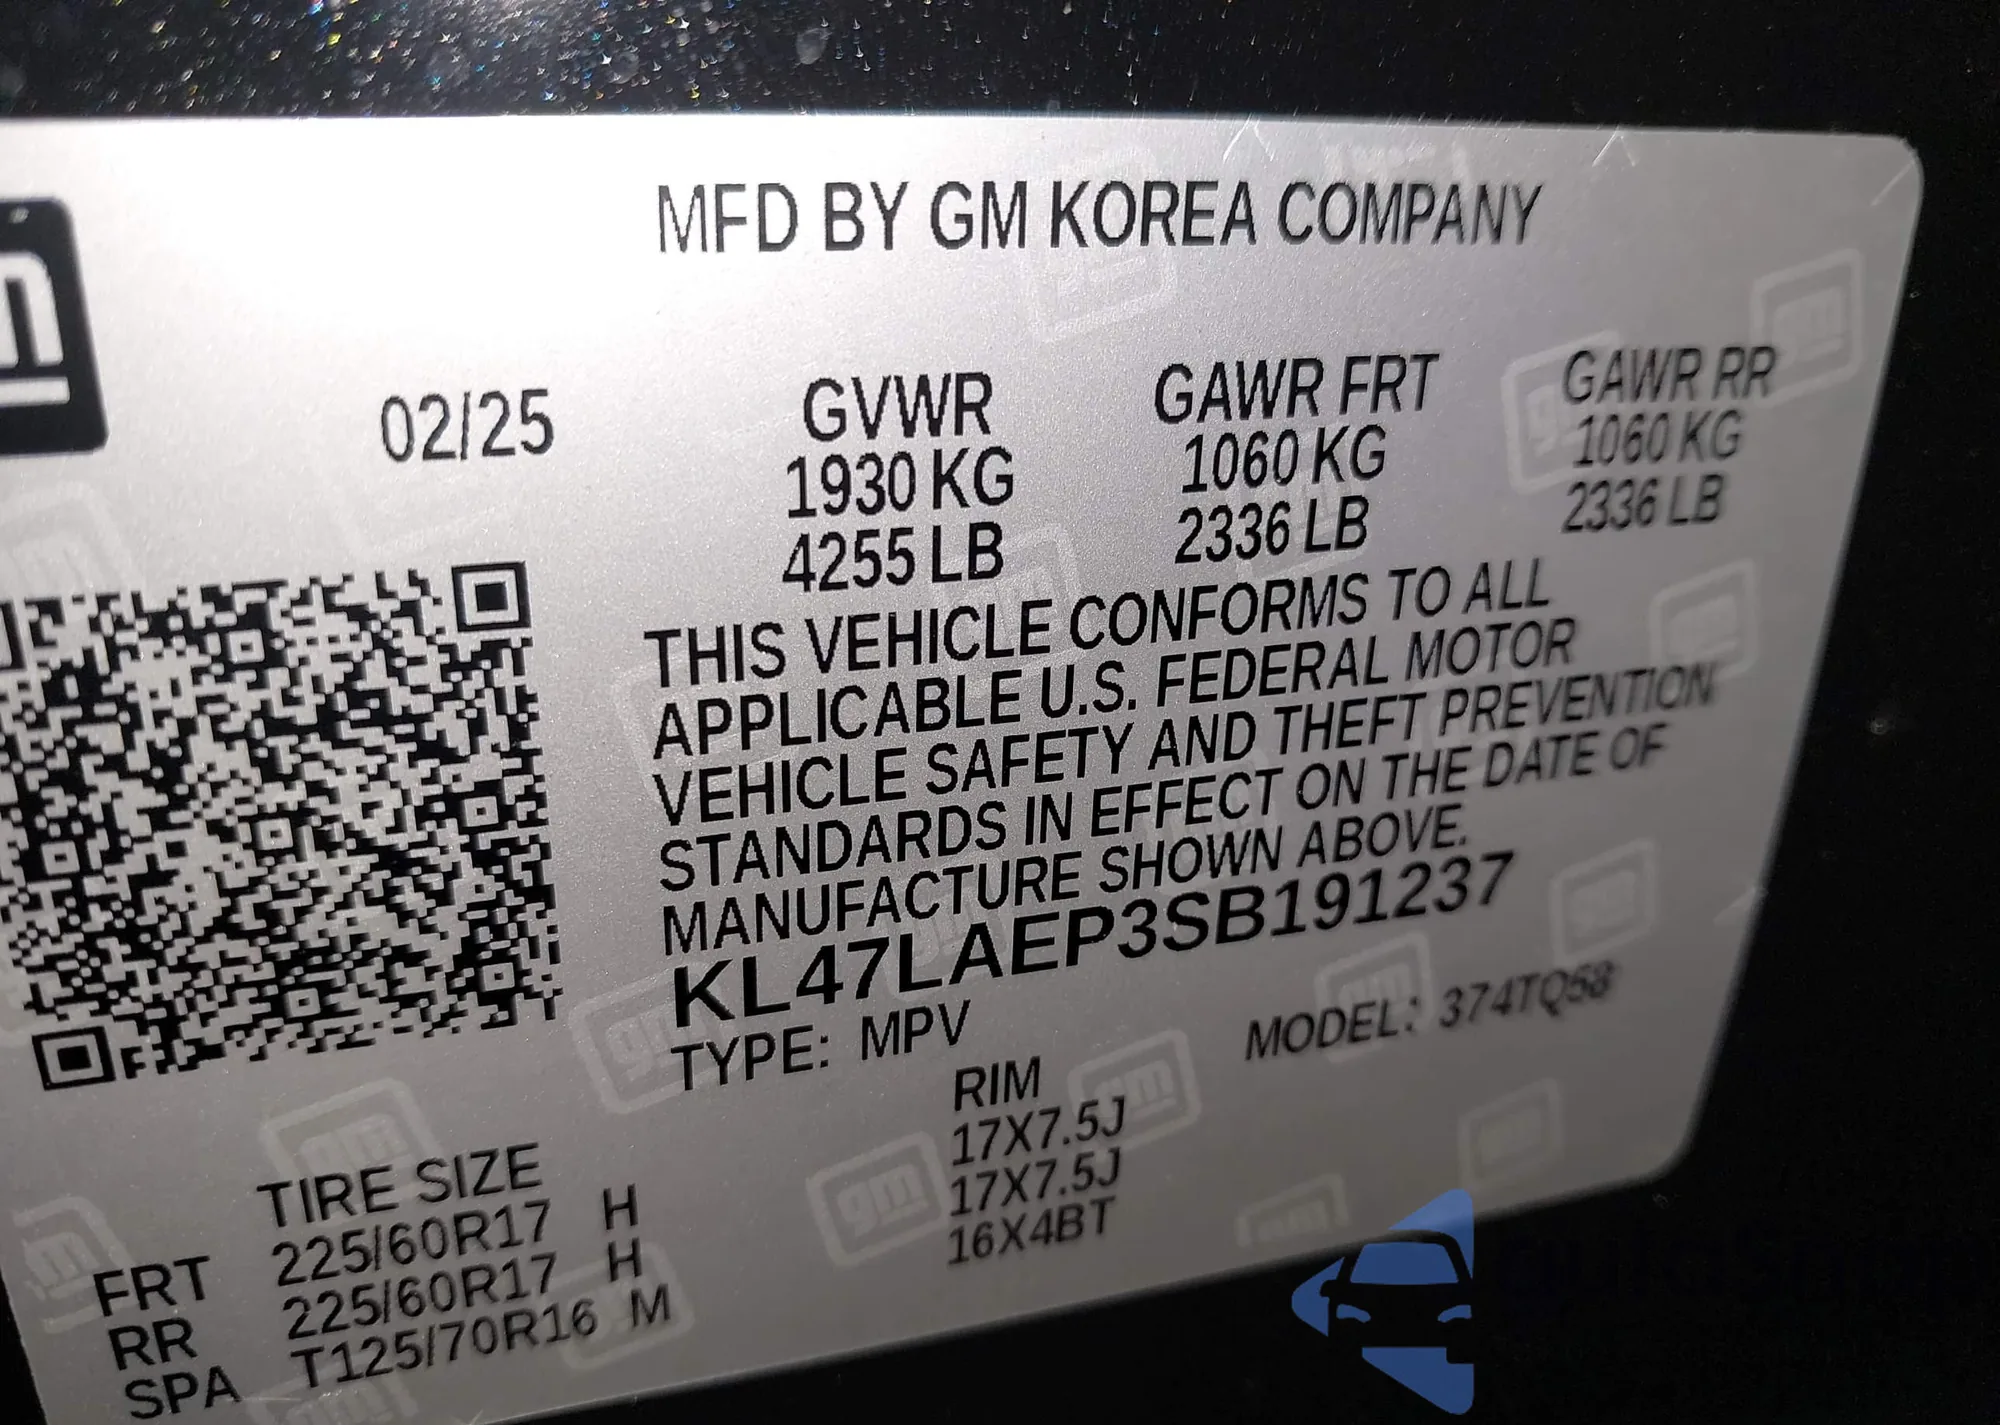 MFD BY GM KOREA COMPANY
02/25
GVWR GAWR FRT GAWR RR
1930 KG 1060 KG 1060 KG
4255 LB 2336 LB 2336 LB
THIS VEHICLE CONFORMS TO ALL
APPLICABLE U.S. FEDERAL MOTOR
VEHICLE SAFETY AND THEFT PREVENTION
STANDARDS IN EFFECT ON THE DATE OF
MANUFACTURE SHOWN ABOVE.
KL47LAEP3SB191237
TYPE: MPV MODEL: 374TQ58
TIRE SIZE RIM
FRT 225/60R17 H 17X7.5J
RR 225/60R17 H 17X7.5J
SPA T125/70R16 M 16X4BT
gm